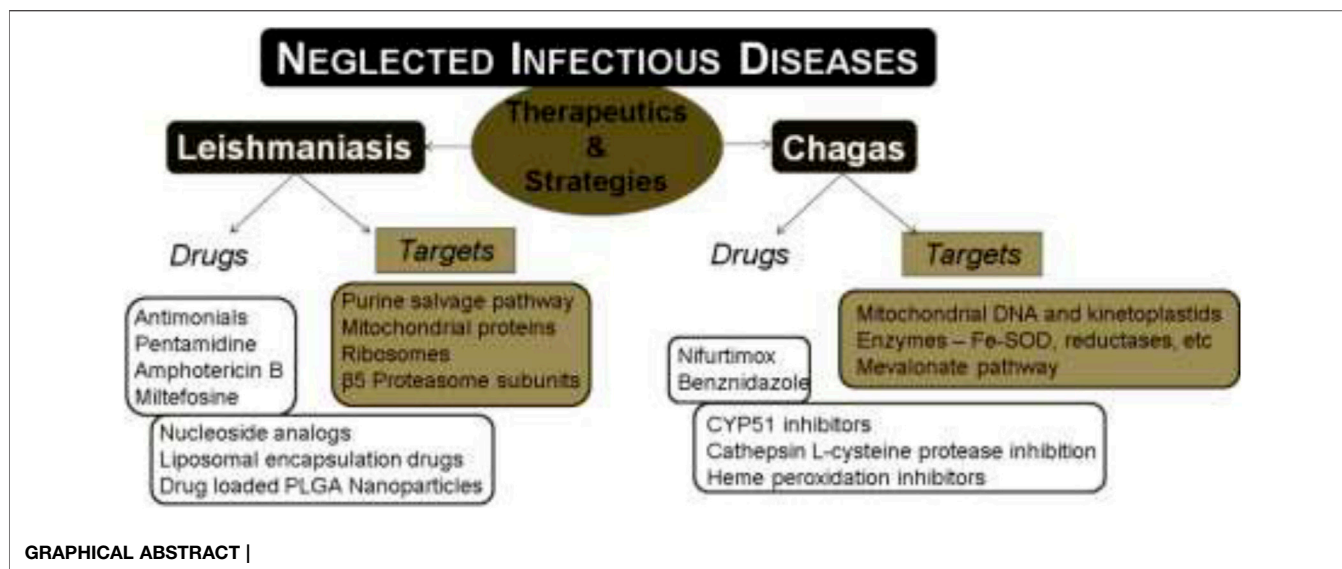 NEGLECTED INFECTIOUS DISEASES
Therapeutics
&
Strategies
Leishmaniasis
Drugs
Antimonials
Pentamidine
Amphotericin B
Miltefosine
Nucleoside analogs
Liposomal encapsulation drugs
Drug loaded PLGA Nanoparticles
Targets
Purine salvage pathway
Mitochondrial proteins
Ribosomes
β5 Proteasome subunits
Chagas
Drugs
Nifurtimox
Benznidazole
CYP51 inhibitors
Cathepsin L-cysteine protease inhibition
Heme peroxidation inhibitors
Targets
Mitochondrial DNA and kinetoplastids
Enzymes – Fe-SOD, reductases, etc
Mevalonate pathway
GRAPHICAL ABSTRACT |